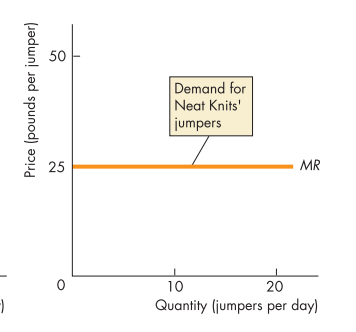 Price (pounds per jumper)
50
Demand for
Neat Knits'
jumpers
25
MR
0
10
20
y)
Quantity (jumpers per day)